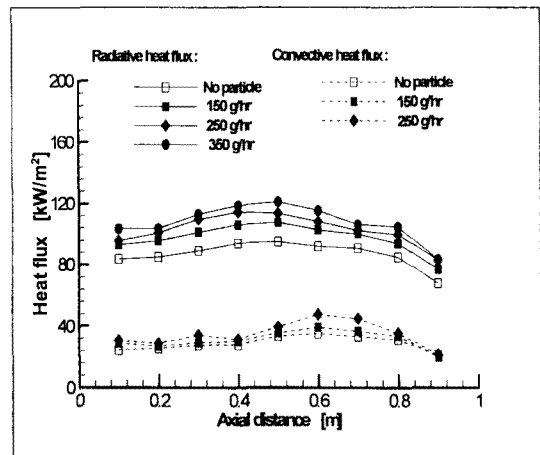 Radiative heat flux : Convective heat flux :
No particle No particle
150 g/hr 150 g/hr
250 g/hr 250 g/hr
350 g/hr
200
160
120
80
40
0
Heat flux [kW/m²]
0 0.2 0.4 0.6 0.8 1
Axial distance [m]